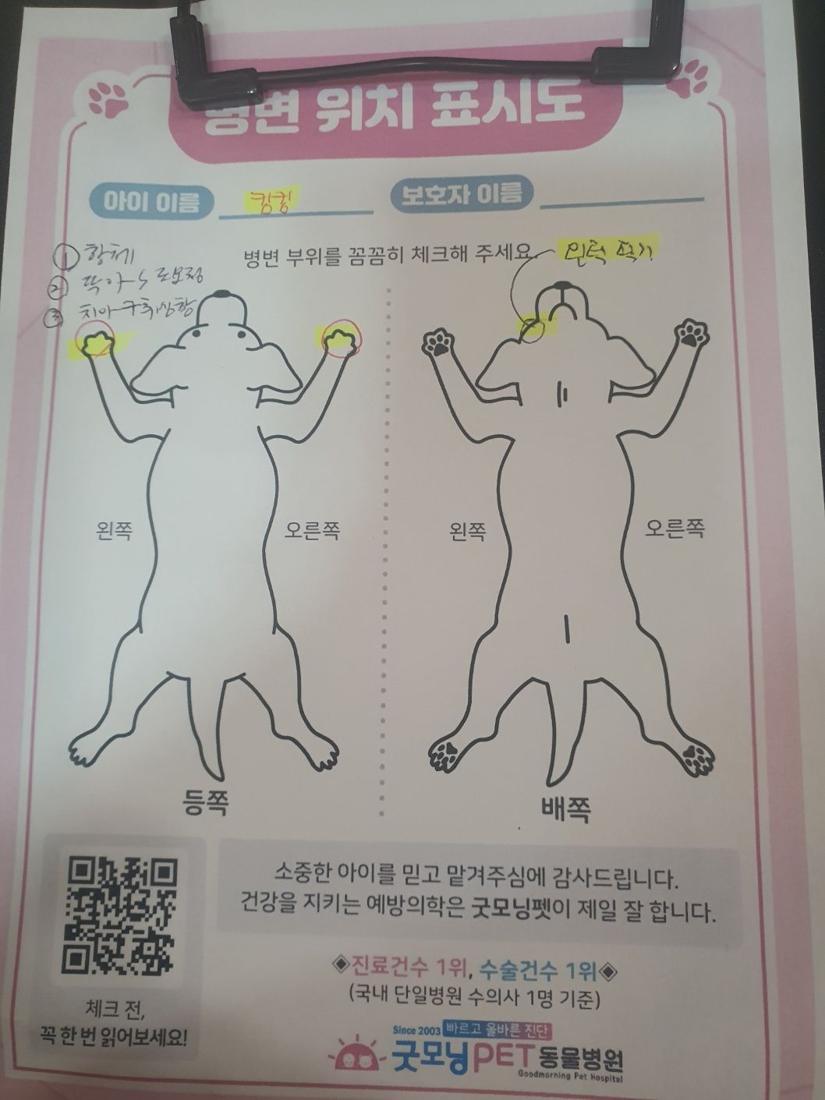 병변 위치 표시도
아이 이름 킹킹 보호자 이름
① 항체
②
③ 치아
병변 부위를 꼼꼼히 체크해 주세요
왼턱
왼쪽 오른쪽 왼쪽 오른쪽
등쪽 배쪽
소중한 아이를 믿고 맡겨주심에 감사드립니다.
건강을 지키는 예방의학은 굿모닝펫이 제일 잘 합니다.
체크 전,
꼭 한 번 읽어보세요!
◈진료건수 1위, 수술건수 1위◈
(국내 단일병원 수의사 1명 기준)
Since 2003 바르고 올바른 진단
굿모닝PET동물병원
Goodmorning Pet Hospital